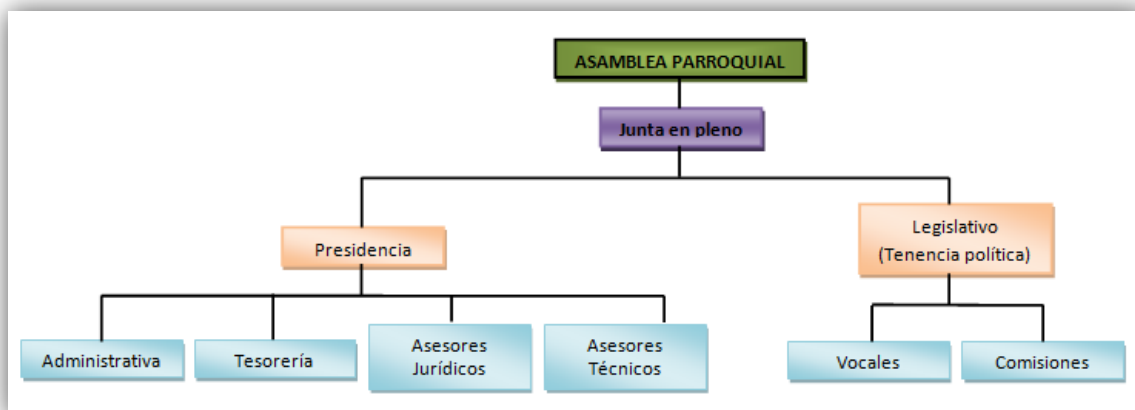 ASAMBLEA PARROQUIAL
Junta en pleno
Presidencia
Legislativo
(Tenencia política)
Administrativa
Tesorería
Asesores
Jurídicos
Asesores
Técnicos
Vocales
Comisiones